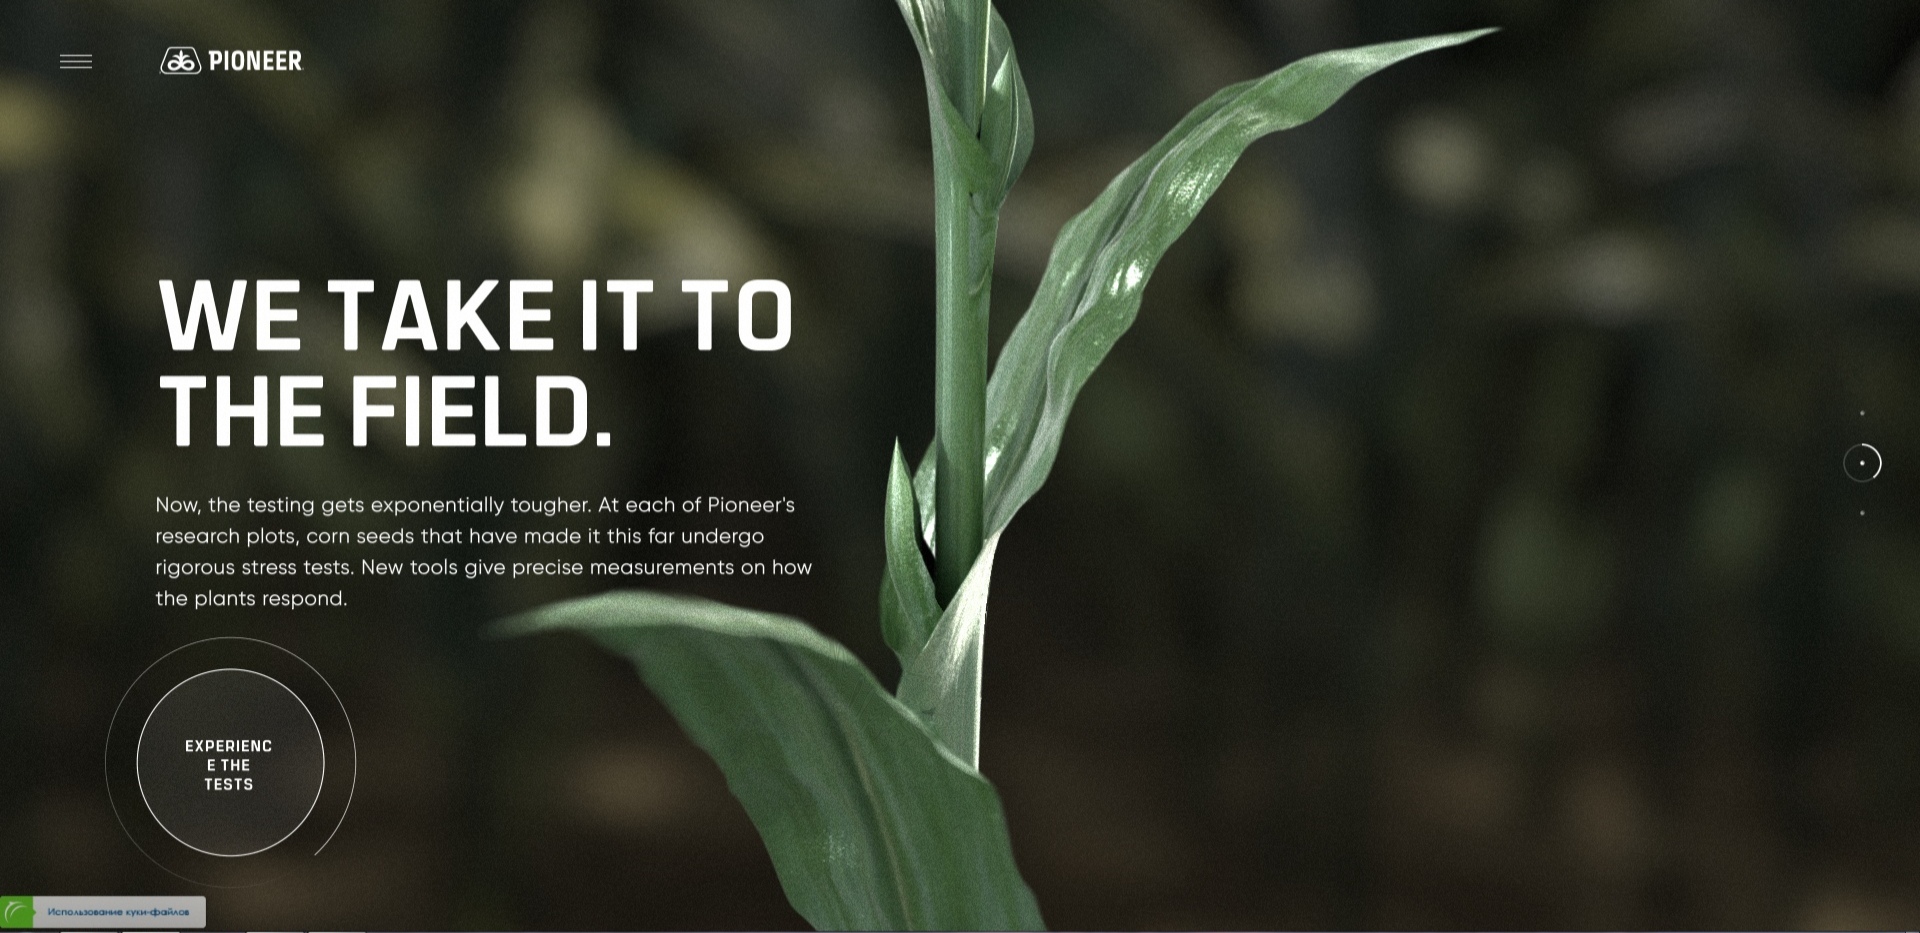 PIONEER
WE TAKE IT TO
THE FIELD.
Now, the testing gets exponentially tougher. At each of Pioneer's
research plots, corn seeds that have made it this far undergo
rigorous stress tests. New tools give precise measurements on how
the plants respond.
EXPERIENC
E THE
TESTS
Использование куки-файлов